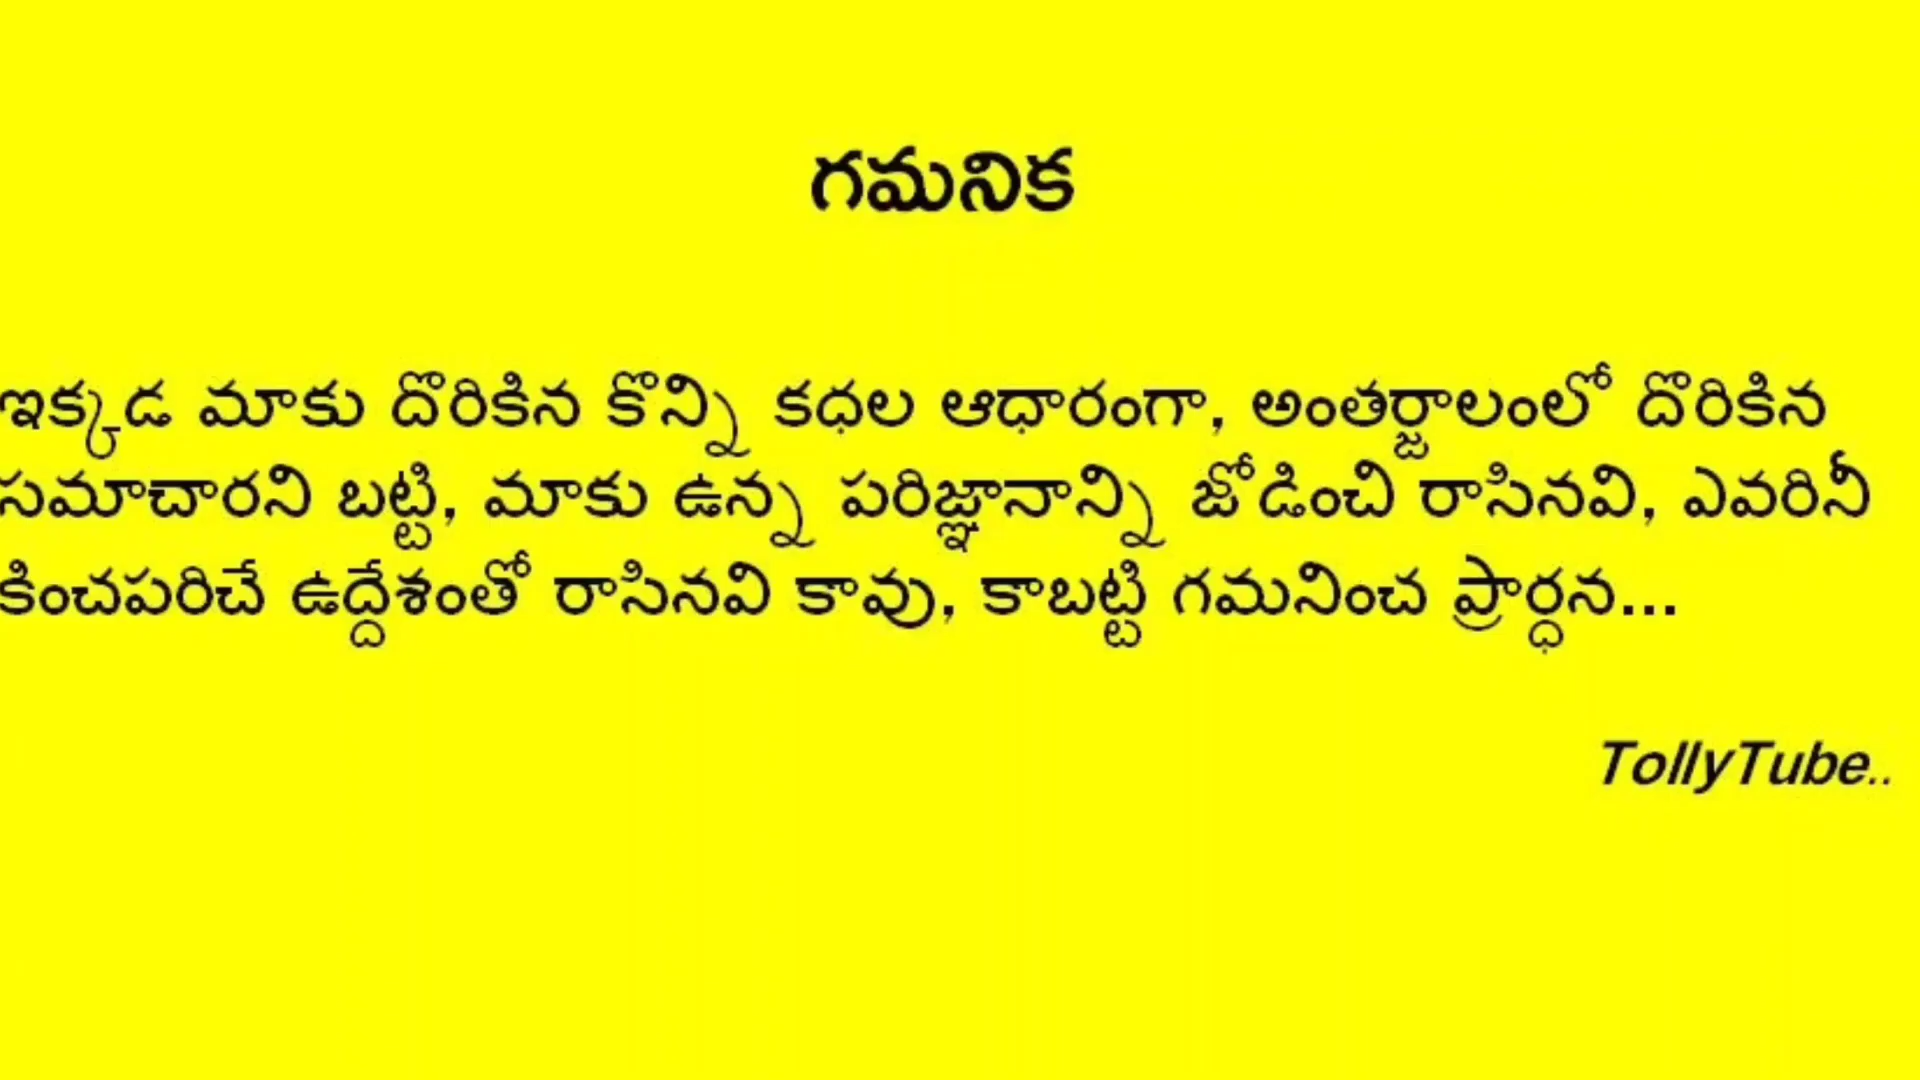 గమనిక
ఇక్కడ మాకు దొరికిన కొన్ని కధల ఆధారంగా, అంతర్జాలంలో దొరికిన
సమాచారని బట్టి, మాకు ఉన్న పరిజ్ఞానాన్ని జోడించి రాసినవి, ఎవరినీ
కించపరిచే ఉద్దేశంతో రాసినవి కావు, కాబట్టి గమనించ ప్రార్ధన...
TollyTube..